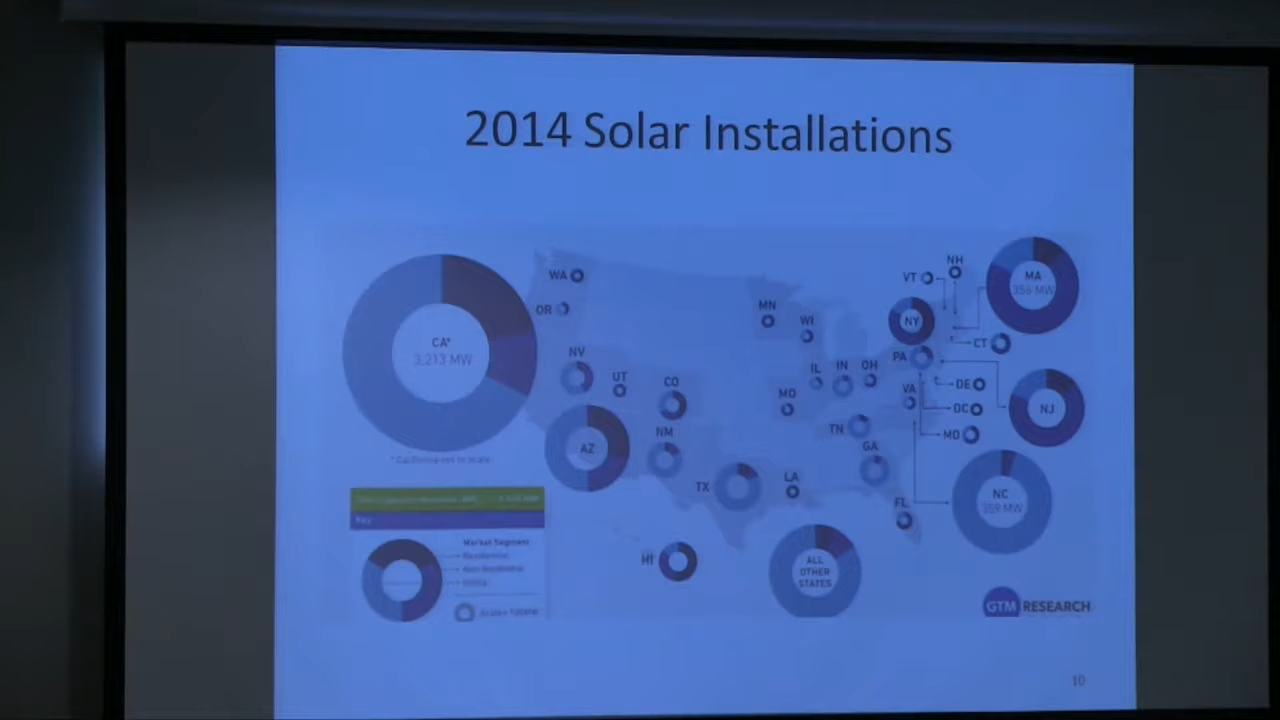 2014 Solar Installations
CA*
3,213 MW
* California not to scale
WA
OR
NV
UT
CO
AZ
NM
TX
HI
MN
WI
MO
IL
IN
OH
TN
LA
GA
FL
VA
PA
NY
VT
NH
MA
356 MW
CT
DE
DC
MD
NJ
NC
359 MW
ALL
OTHER
STATES
Key
Market Segment
Residential
Non-Residential
Utility
GTM RESEARCH
10